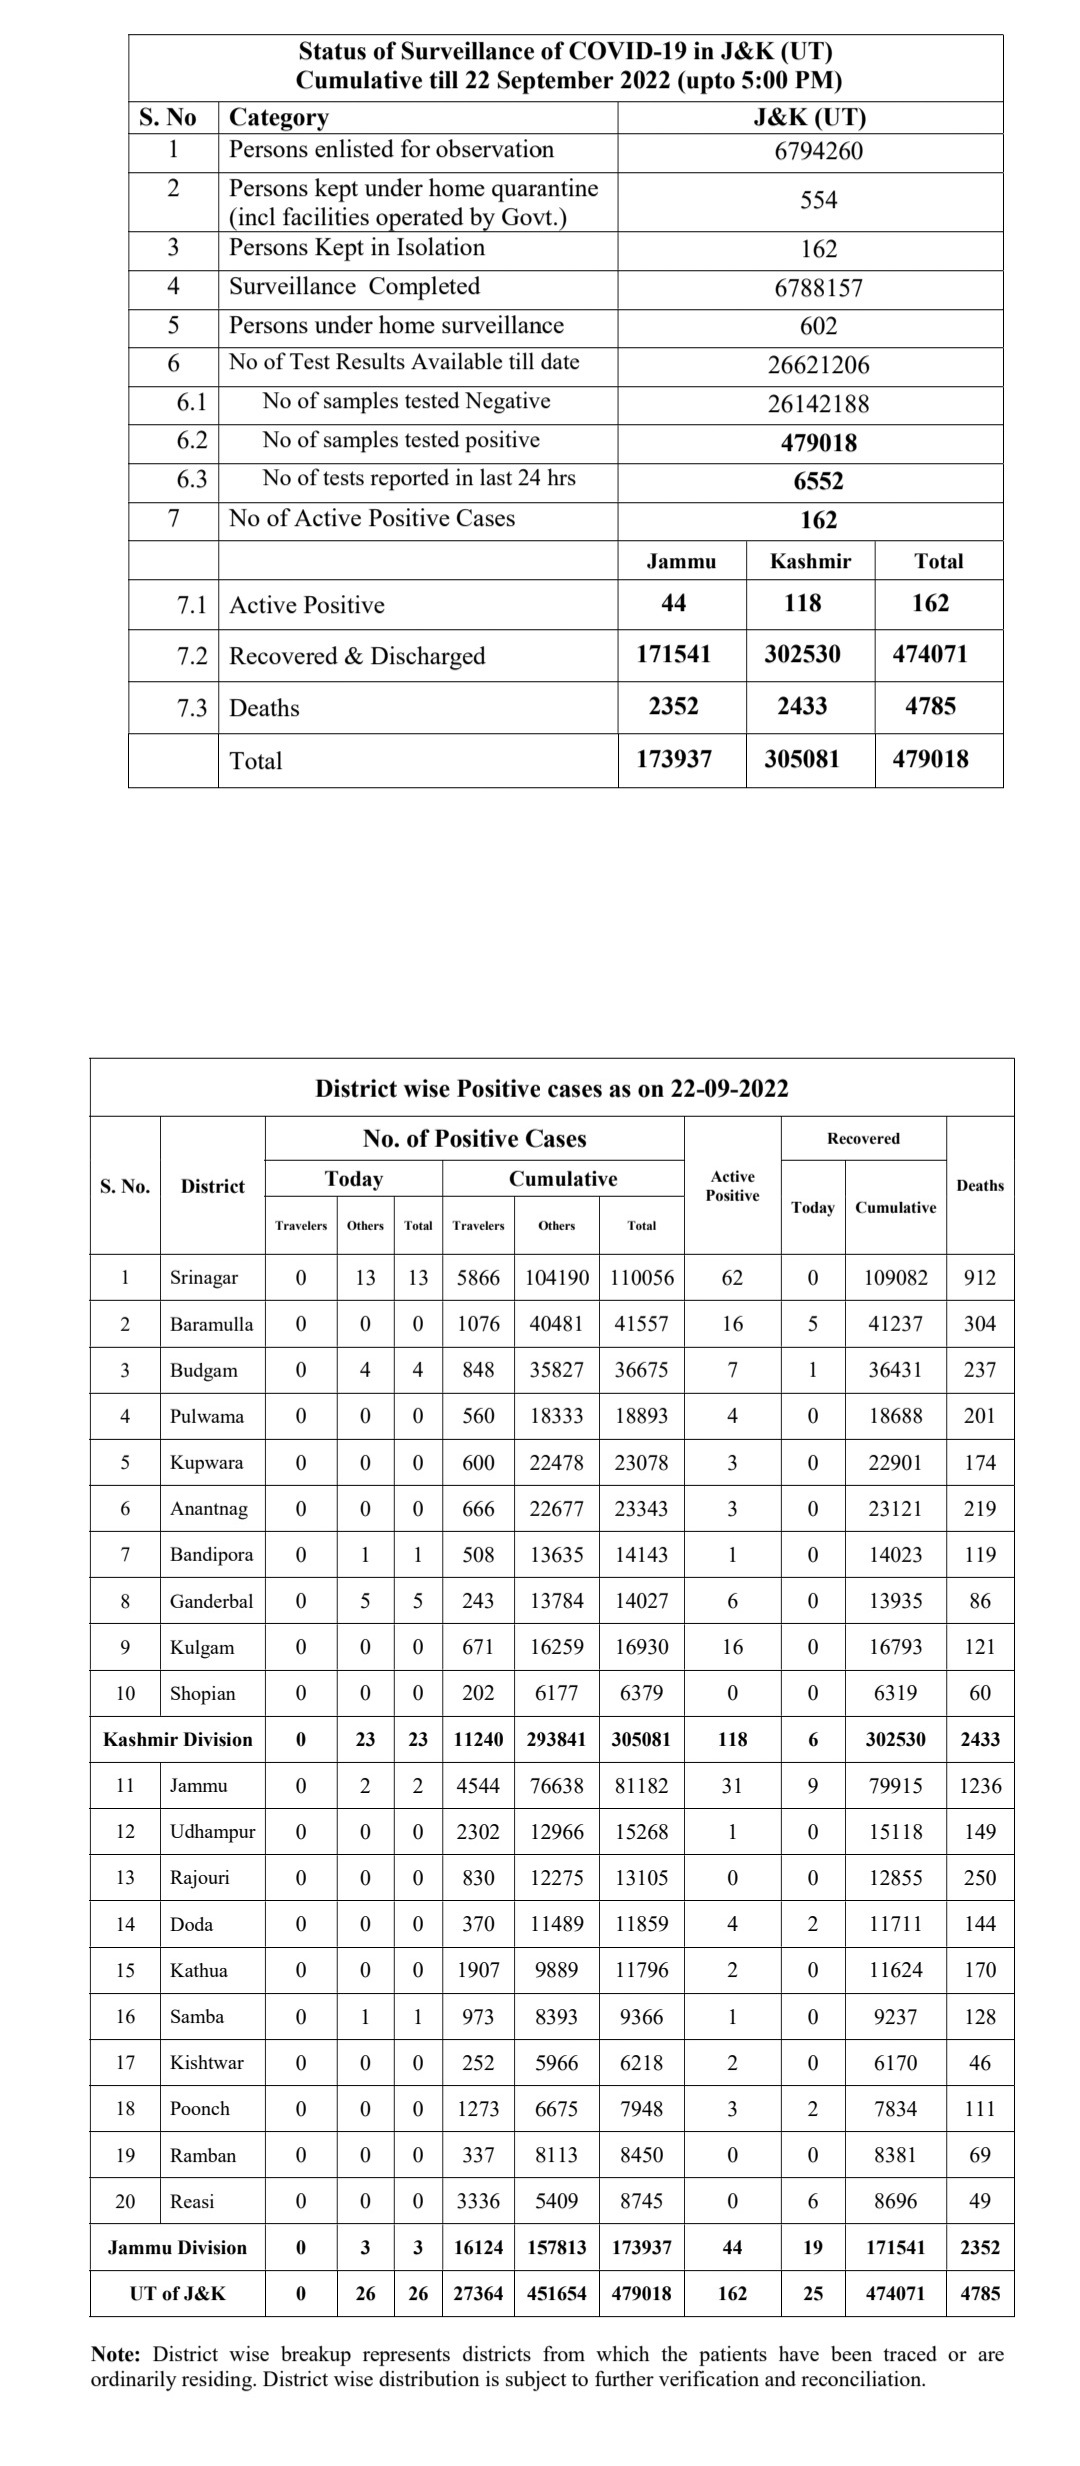 Status of Surveillance of COVID-19 in J&K (UT)
Cumulative till 22 September 2022 (upto 5:00 PM)
S. No Category J&K (UT)
1 Persons enlisted for observation 6794260
2 Persons kept under home quarantine
(incl facilities operated by Govt.) 554
3 Persons Kept in Isolation 162
4 Surveillance Completed 6788157
5 Persons under home surveillance 602
6 No of Test Results Available till date 26621206
6.1 No of samples tested Negative 26142188
6.2 No of samples tested positive 479018
6.3 No of tests reported in last 24 hrs 6552
7 No of Active Positive Cases 162
Jammu Kashmir Total
7.1 Active Positive 44 118 162
7.2 Recovered & Discharged 171541 302530 474071
7.3 Deaths 2352 2433 4785
Total 173937 305081 479018
District wise Positive cases as on 22-09-2022
S. No. District No. of Positive Cases Active Positive Recovered Deaths
Today Cumulative Today Cumulative
Travelers Others Total Travelers Others Total
1 Srinagar 0 13 13 5866 104190 110056 62 0 109082 912
2 Baramulla 0 0 0 1076 40481 41557 16 5 41237 304
3 Budgam 0 4 4 848 35827 36675 7 1 36431 237
4 Pulwama 0 0 0 560 18333 18893 4 0 18688 201
5 Kupwara 0 0 0 600 22478 23078 3 0 22901 174
6 Anantnag 0 0 0 666 22677 23343 3 0 23121 219
7 Bandipora 0 1 1 508 13635 14143 1 0 14023 119
8 Ganderbal 0 5 5 243 13784 14027 6 0 13935 86
9 Kulgam 0 0 0 671 16259 16930 16 0 16793 121
10 Shopian 0 0 0 202 6177 6379 0 0 6319 60
Kashmir Division 0 23 23 11240 293841 305081 118 6 302530 2433
11 Jammu 0 2 2 4544 76638 81182 31 9 79915 1236
12 Udhampur 0 0 0 2302 12966 15268 1 0 15118 149
13 Rajouri 0 0 0 830 12275 13105 0 0 12855 250
14 Doda 0 0 0 370 11489 11859 4 2 11711 144
15 Kathua 0 0 0 1907 9889 11796 2 0 11624 170
16 Samba 0 1 1 973 8393 9366 1 0 9237 128
17 Kishtwar 0 0 0 252 5966 6218 2 0 6170 46
18 Poonch 0 0 0 1273 6675 7948 3 2 7834 111
19 Ramban 0 0 0 337 8113 8450 0 0 8381 69
20 Reasi 0 0 0 3336 5409 8745 0 6 8696 49
Jammu Division 0 3 3 16124 157813 173937 44 19 171541 2352
UT of J&K 0 26 26 27364 451654 479018 162 25 474071 4785
Note: District wise breakup represents districts from which the patients have been traced or are
ordinarily residing. District wise distribution is subject to further verification and reconciliation.